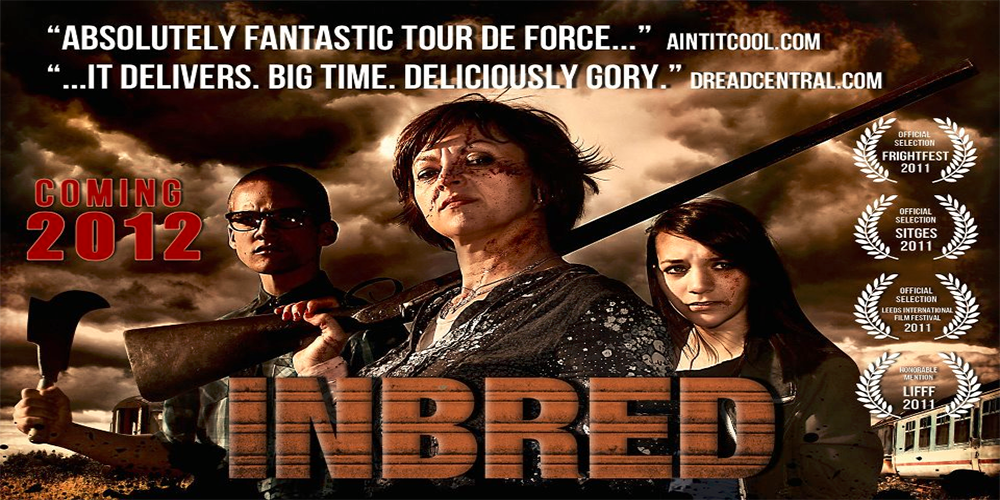 “ABSOLUTELY FANTASTIC TOUR DE FORCE...” AINTITCOOL.COM
“...IT DELIVERS. BIG TIME. DELICIOUSLY GORY.” DREADCENTRAL.COM
COMING
2012
OFFICIAL
SELECTION
FRIGHTFEST
2011
OFFICIAL
SELECTION
SITGES
2011
OFFICIAL
SELECTION
LEEDS INTERNATIONAL
FILM FESTIVAL
2011
HONORABLE
MENTION
LIFFF
2011
INBRED